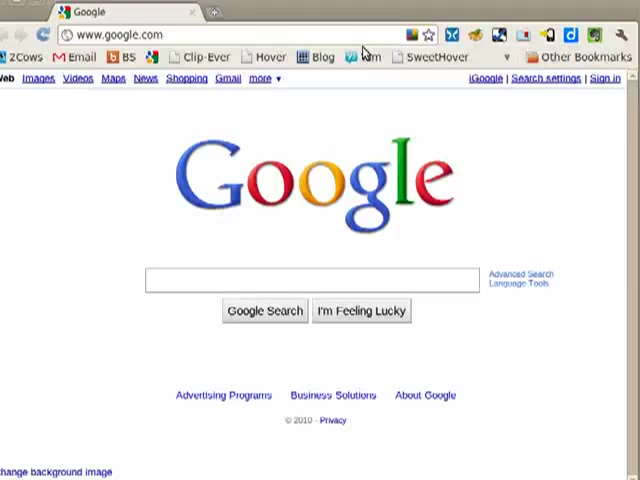 Google
www.google.com
2Cows Email BS Clip-Ever Hover Blog SweetHover Other Bookmarks
Web Images Videos Maps News Shopping Gmail more ▼ iGoogle | Search settings | Sign in
Google
Advanced Search
Language Tools
Google Search I'm Feeling Lucky
Advertising Programs Business Solutions About Google
© 2010 - Privacy
hange background image